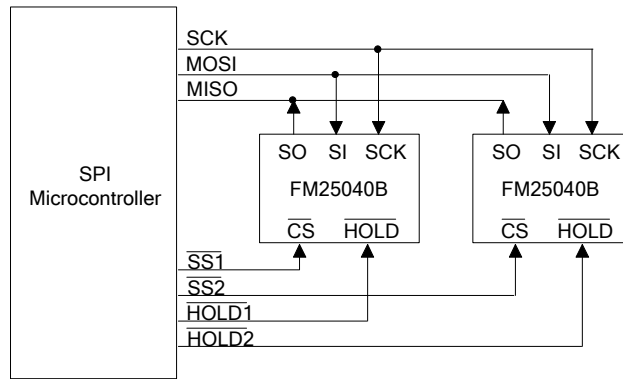 SCK
MOSI
MISO
SO SI SCK
FM25040B
CS HOLD
SO SI SCK
FM25040B
CS HOLD
SPI
Microcontroller
SS1
SS2
HOLD1
HOLD2